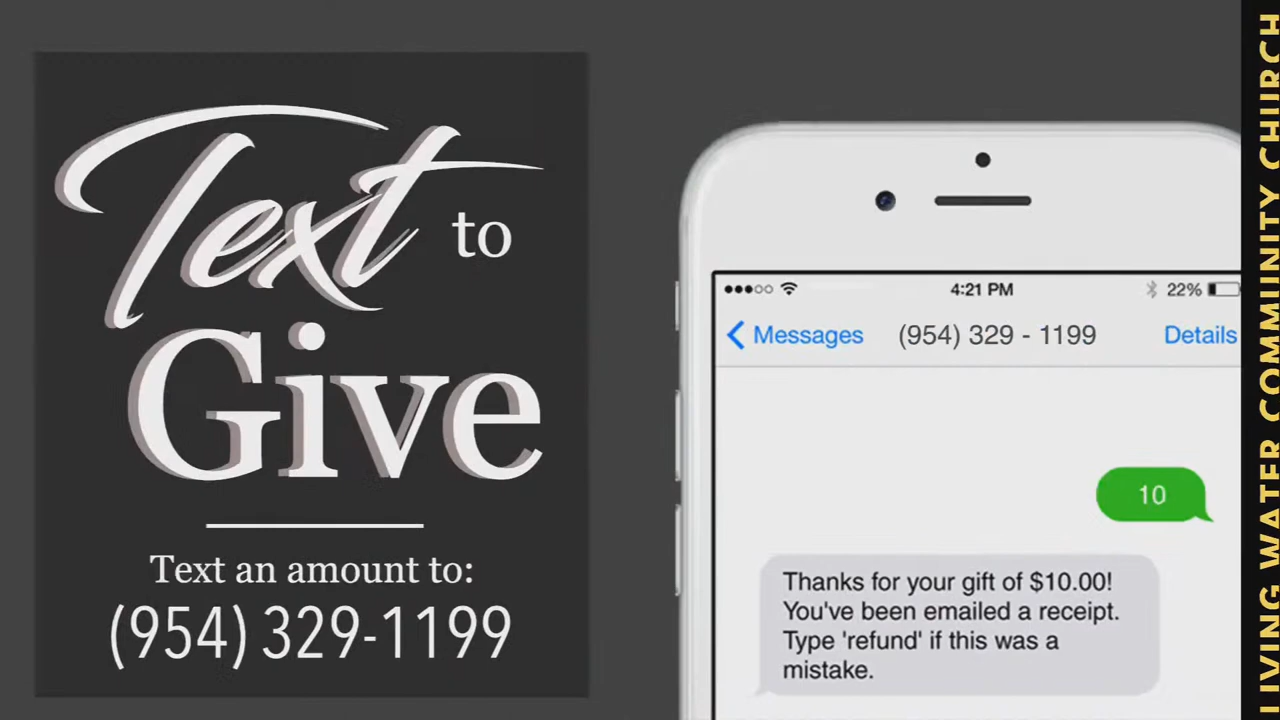 Text to
Give
Text an amount to:
(954) 329-1199
4:21 PM
22%
Messages
(954) 329 - 1199
Details
10
Thanks for your gift of $10.00!
You've been emailed a receipt.
Type 'refund' if this was a
mistake.
LIVING WATER COMMUNITY CHURCH